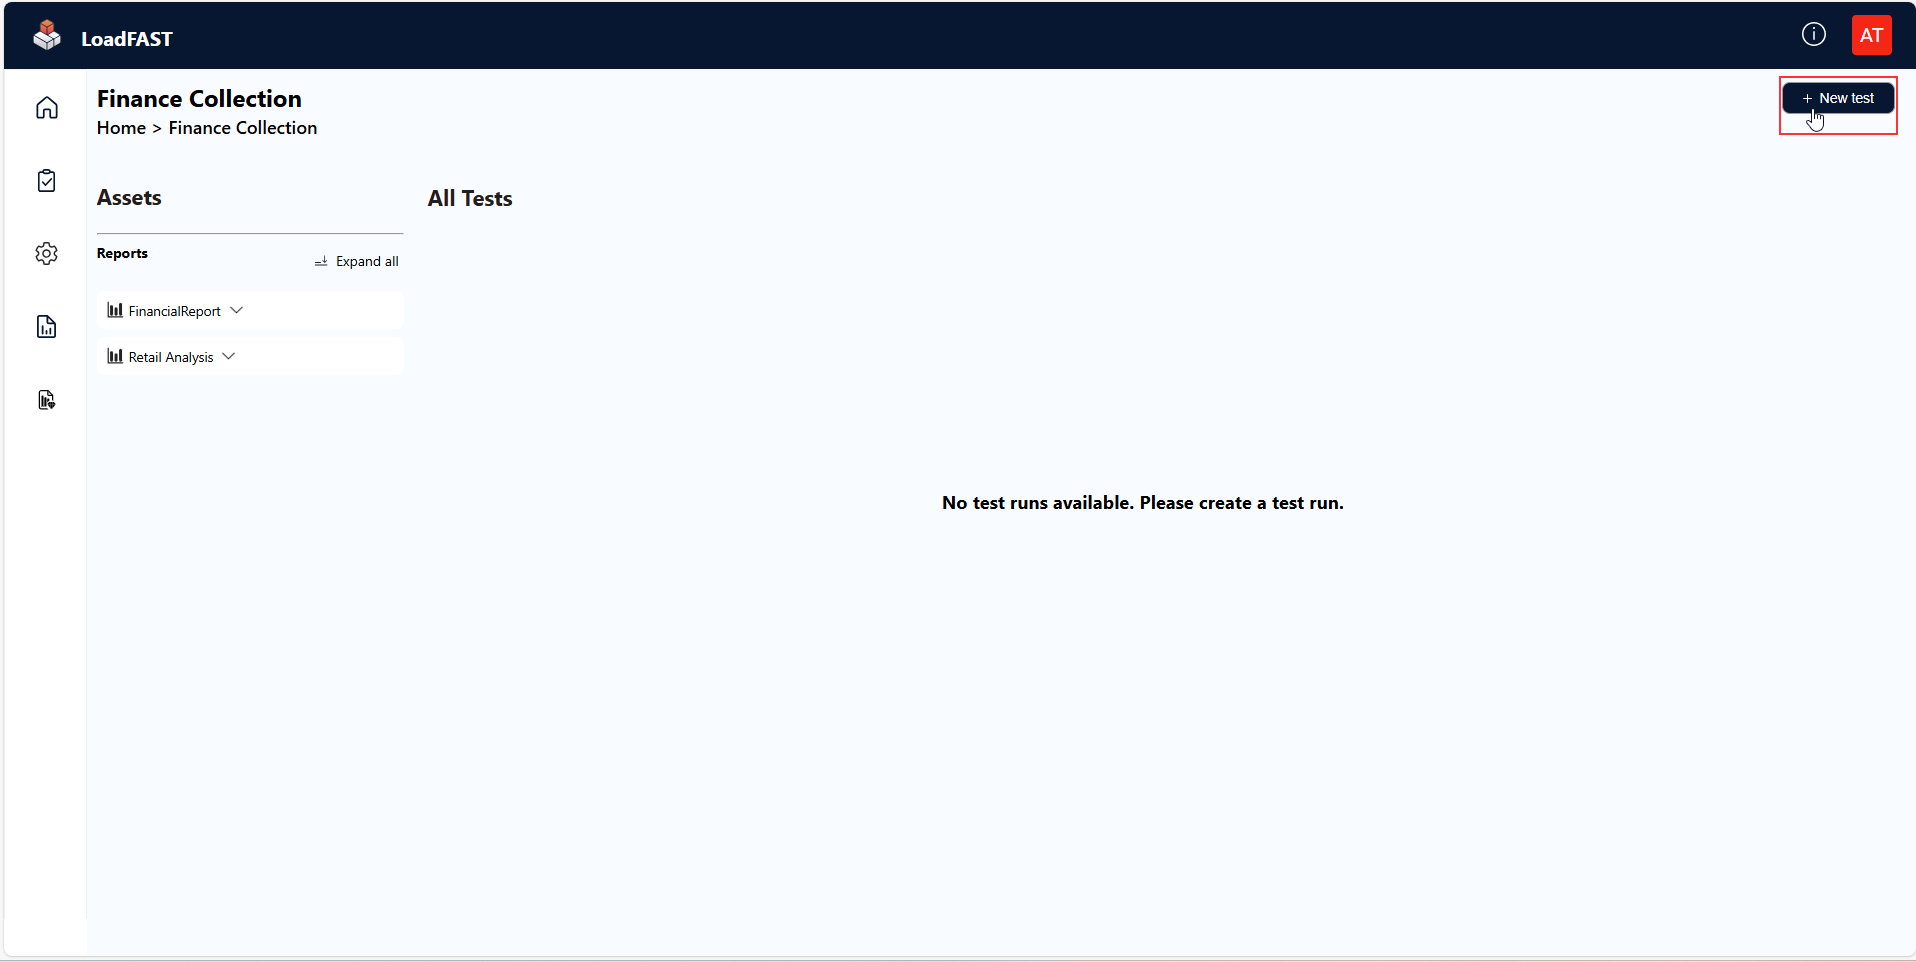 LoadFAST
AT
Finance Collection
+ New test
Home > Finance Collection
Assets
All Tests
Reports
Expand all
FinancialReport
Retail Analysis
No test runs available. Please create a test run.